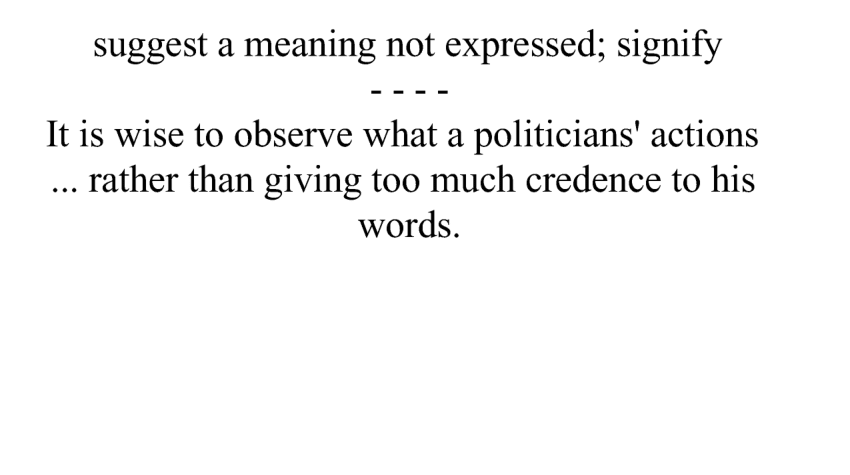 suggest a meaning not expressed; signify
- - - -
It is wise to observe what a politicians' actions
... rather than giving too much credence to his
words.